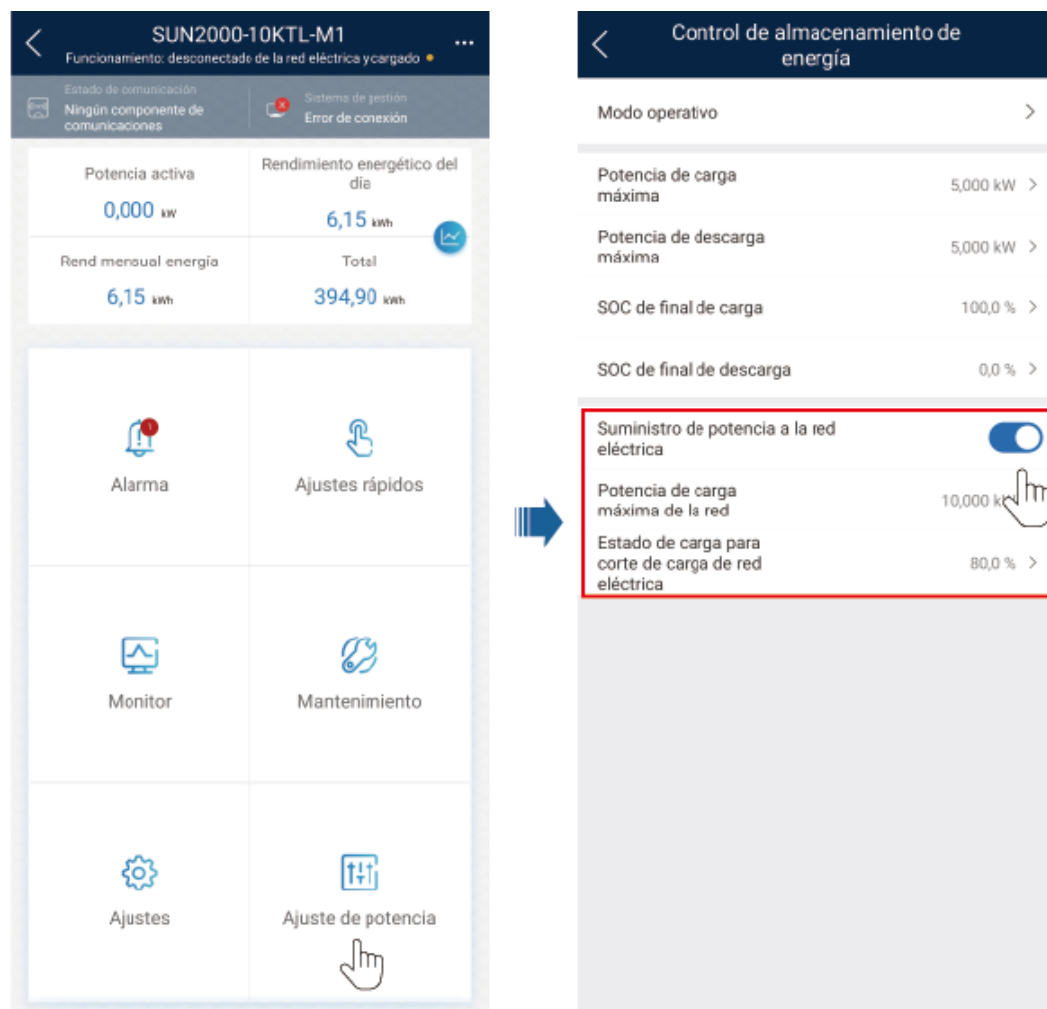 SUN2000-10KTL-M1
Funcionamiento: desconectado de la red eléctrica y cargado
Estado de comunicación
Ningún componente de
comunicaciones
Sistema de gestión
Error de conexión
Potencia activa
0,000 kW
Rendimiento energético del
día
6,15 kWh
Rend mensual energía
6,15 kWh
Total
394,90 kWh
1
Alarma
Ajustes rápidos
Monitor
Mantenimiento
Ajustes
Ajuste de potencia
Control de almacenamiento de
energía
Modo operativo
Potencia de carga
máxima
5,000 kW
Potencia de descarga
máxima
5,000 kW
SOC de final de carga
100,0 %
SOC de final de descarga
0,0 %
Suministro de potencia a la red
eléctrica
Potencia de carga
máxima de la red
10,000
Estado de carga para
corte de carga de red
eléctrica
80,0 %